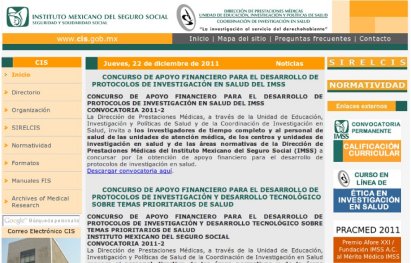 INSTITUTO MEXICANO DEL SEGURO SOCIAL
SEGURIDAD Y SOLIDARIDAD SOCIAL
DIRECCIÓN DE PRESTACIONES MÉDICAS
UNIDAD DE EDUCACIÓN, INVESTIGACIÓN Y POLÍTICAS DE SALUD
COORDINACIÓN DE INVESTIGACIÓN EN SALUD
"La investigación al servicio del derechohabiente"
www.cis.gob.mx
Inicio | Mapa del sitio | Preguntas frecuentes | Contacto
CIS
Inicio
Directorio
Organización
SIRELCIS
Normatividad
Formatos
Manuales FIS
Archives of Medical
Research
Google
Correo Electrónico CIS
Jueves, 22 de diciembre de 2011
Noticias
CONCURSO DE APOYO FINANCIERO PARA EL DESARROLLO DE
PROTOCOLOS DE INVESTIGACIÓN EN SALUD DEL IMSS
CONCURSO DE APOYO FINANCIERO PARA EL DESARROLLO DE
PROTOCOLOS DE INVESTIGACIÓN EN SALUD
CONVOCATORIA 2011-2
La Dirección de Prestaciones Médicas, a través de la Unidad de Educación,
Investigación y Políticas de Salud y de la Coordinación de Investigación en
Salud, invita a los investigadores de tiempo completo y al personal de
salud de las unidades de atención médica, de los centros y unidades de
investigación en salud y de las áreas normativas de la Dirección de
Prestaciones Médicas del Instituto Mexicano del Seguro Social (IMSS) a
concursar por la obtención de apoyo financiero para el desarrollo de
protocolos de investigación en salud.
Descargar convocatoria aquí.
CONCURSO DE APOYO FINANCIERO PARA EL DESARROLLO DE
PROTOCOLOS DE INVESTIGACIÓN Y DESARROLLO TECNOLÓGICO
SOBRE TEMAS PRIORITARIOS DE SALUD
CONCURSO DE APOYO FINANCIERO PARA EL DESARROLLO DE
PROTOCOLOS DE INVESTIGACIÓN Y DESARROLLO TECNOLÓGICO SOBRE
TEMAS PRIORITARIOS DE SALUD
INSTITUTO MEXICANO DEL SEGURO SOCIAL
CONVOCATORIA 2011-2
La Dirección de Prestaciones Médicas, a través de la Unidad de Educación,
Investigación y Políticas de Salud y de la Coordinación de Investigación en
SIRELCIS
NORMATIVIDAD
Enlaces externos
CONVOCATORIA
PERMANENTE
CALIFICACIÓN
CURRICULAR
CURSO EN
LÍNEA DE
ÉTICA EN
INVESTIGACIÓN
EN SALUD
PRACMED 2011
Premio Alore XXI /
Fundación IMSS A.C
al Mérito Médico IMSS